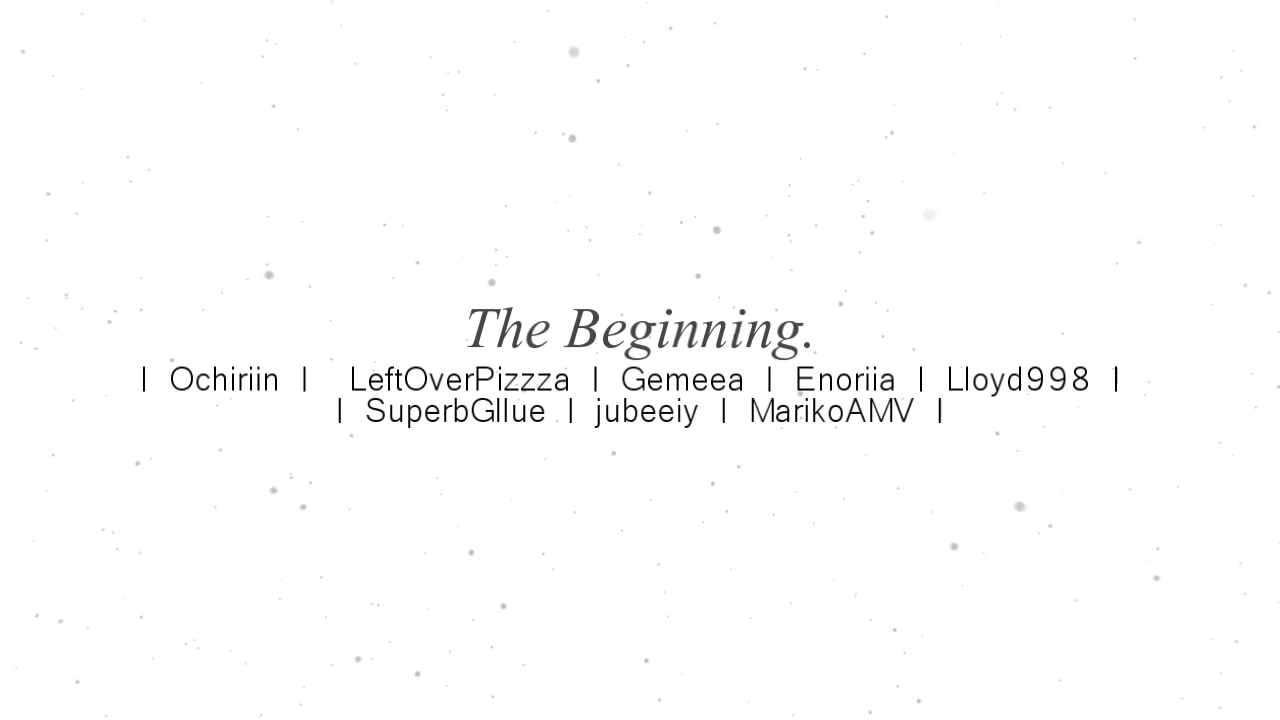 The Beginning.
| Ochiriin | LeftOverPizzza | Gemeea | Enoriia | Lloyd998 |
| SuperbGllue | jubeeiy | MarikoAMV |